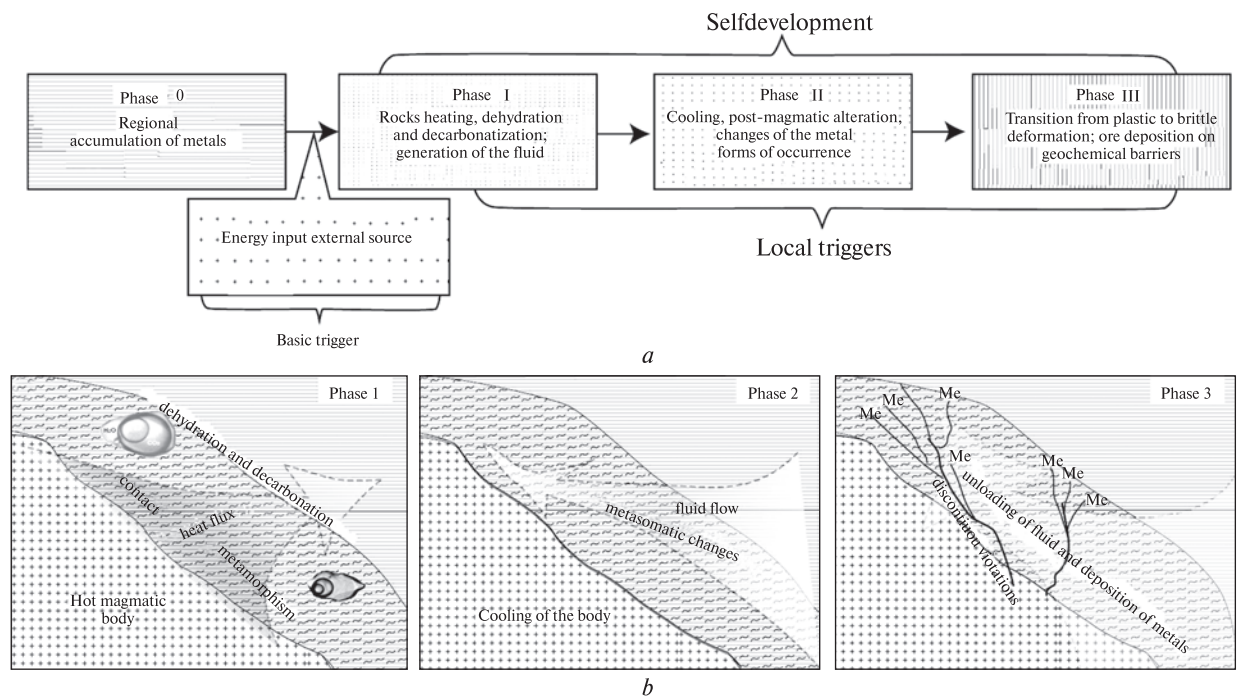 Selfdevelopment
Phase 0
Regional
accumulation of metals
Phase I
Rocks heating, dehydration
and decarbonatization;
generation of the fluid
Phase II
Cooling, post-magmatic alteration;
changes of the metal
forms of occurrence
Phase III
Transition from plastic to brittle
deformation; ore deposition on
geochemical barriers
Energy input external source
Local triggers
Basic trigger
a
Phase 1
dehydration and decarbonation
contact
heat flux
metamorphism
Hot magmatic
body
Phase 2
fluid flow
metasomatic changes
Cooling of the body
Phase 3
Me
Me
Me
Me
Me
Me
Me
unloading of fluid and deposition of metals
discontinuon violations
b